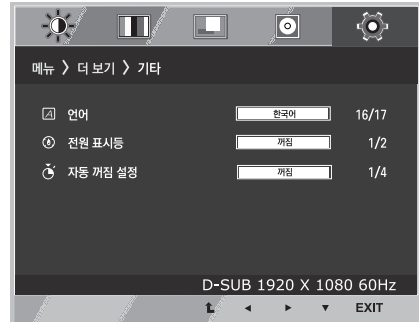 메뉴 > 더 보기 > 기타
언어 한국어 16/17
전원 표시등 꺼짐 1/2
자동 꺼짐 설정 꺼짐 1/4
D-SUB 1920 X 1080 60Hz
EXIT